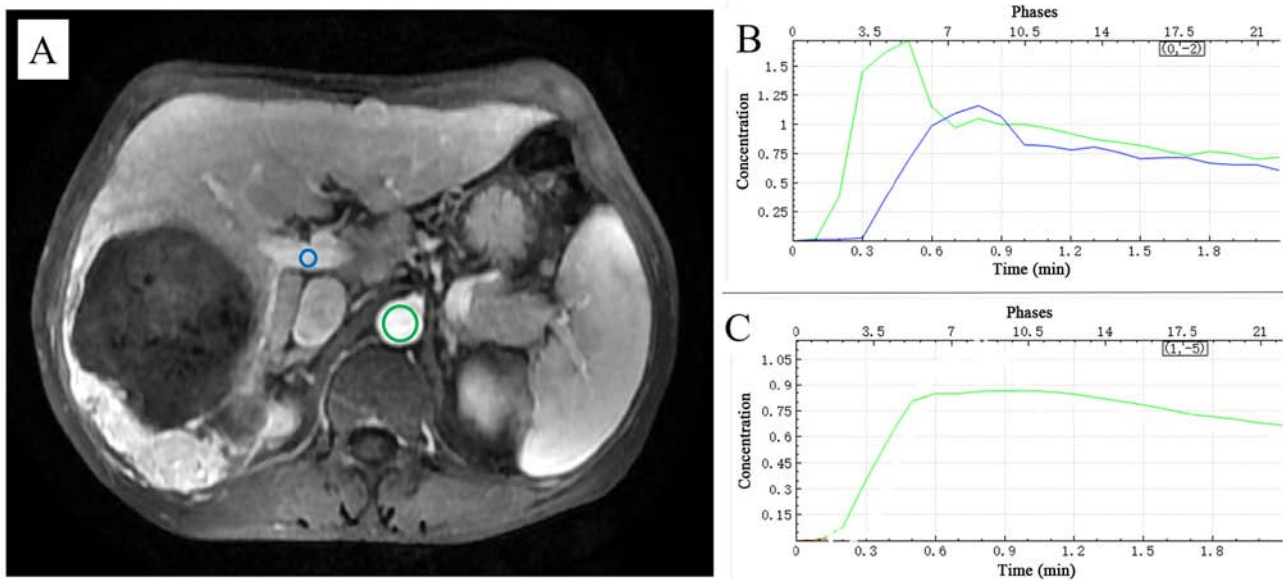 A
B
Phases
0 3.5 7 10.5 14 17.5 21
(0,'-2)
1.5
1.25
1
0.75
0.5
0.25
Concentration
0 0.3 0.6 0.9 1.2 1.5 1.8
Time (min)
C
Phases
0 3.5 7 10.5 14 17.5 21
(1,'-5)
1.05
0.9
0.75
0.6
0.45
0.3
0.15
Concentration
0 0.3 0.6 0.9 1.2 1.5 1.8
Time (min)